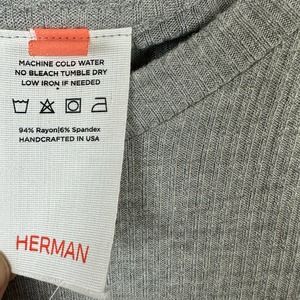 MACHINE COLD WATER
NO BLEACH TUMBLE DRY
LOW IRON IF NEEDED
94% Rayon|6% Spandex
HANDCRAFTED IN USA
HERMAN